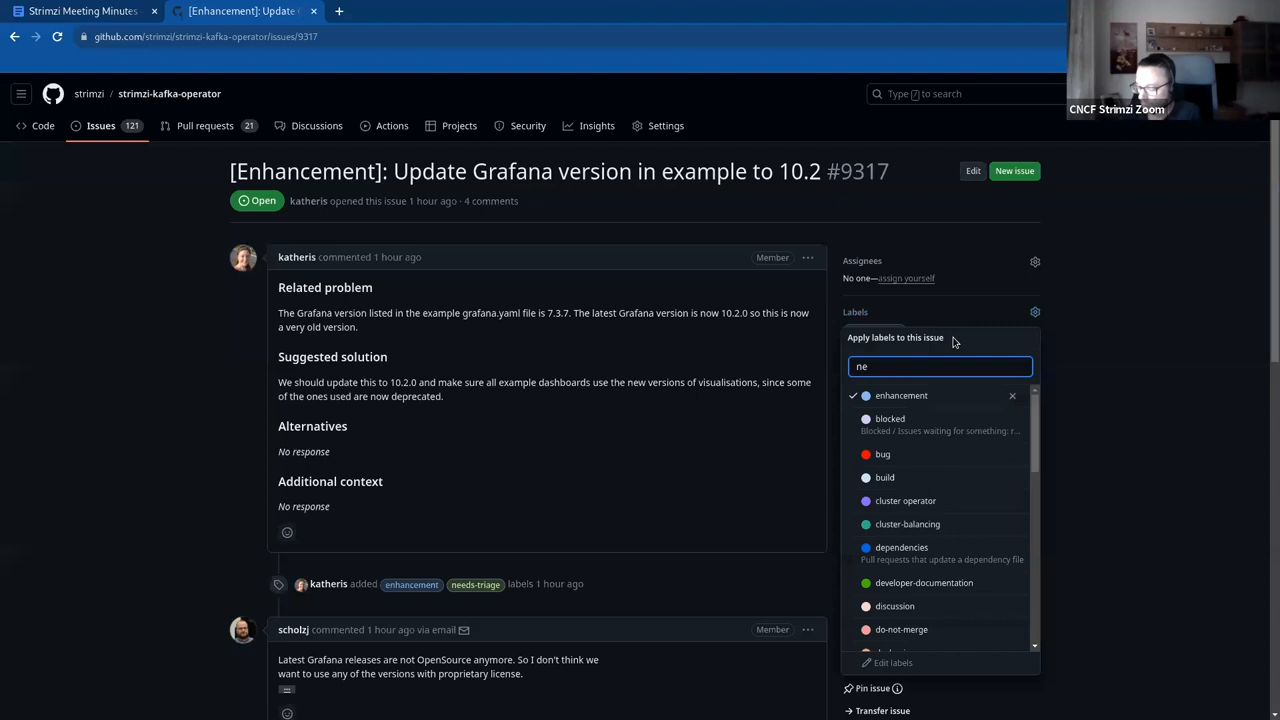 Strimzi Meeting Minutes
[Enhancement]: Update G
github.com/strimzi/strimzi-kafka-operator/issues/9317
CNCF Strimzi Zoom
strimzi / strimzi-kafka-operator
Type / to search
Code
Issues 121
Pull requests 21
Discussions
Actions
Projects
Security
Insights
Settings
[Enhancement]: Update Grafana version in example to 10.2 #9317
Edit
New issue
Open
katheris opened this issue 1 hour ago · 4 comments
katheris commented 1 hour ago
Member
Related problem
The Grafana version listed in the example grafana.yaml file is 7.3.7. The latest Grafana version is now 10.2.0 so this is now
a very old version.
Suggested solution
We should update this to 10.2.0 and make sure all example dashboards use the new versions of visualisations, since some
of the ones used are now deprecated.
Alternatives
No response
Additional context
No response
katheris added enhancement needs-triage labels 1 hour ago
scholzj commented 1 hour ago via email
Member
Latest Grafana releases are not OpenSource anymore. So I don't think we
want to use any of the versions with proprietary license.
Assignees
No one—assign yourself
Labels
Apply labels to this issue
ne
enhancement
blocked
Blocked / Issues waiting for something: r...
bug
build
cluster operator
cluster-balancing
dependencies
Pull requests that update a dependency file
developer-documentation
discussion
do-not-merge
Edit labels
Pin issue
Transfer issue